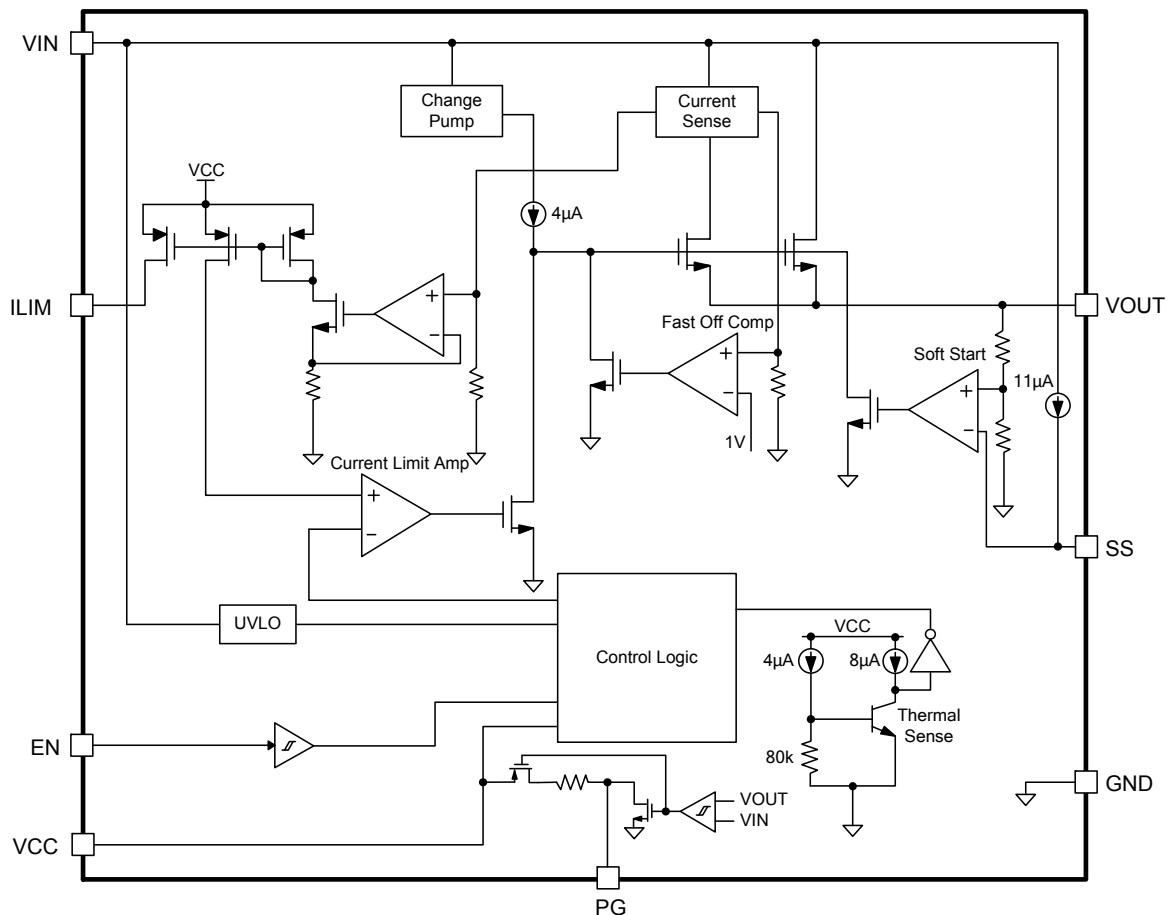 VIN
Change
Pump
Current
Sense
VCC
4µA
ILIM
VOUT
Fast Off Comp
Soft Start
+
−
+
−
+
−
11µA
1V
Current Limit Amp
+
−
SS
UVLO
Control Logic
VCC
4µA
8µA
Thermal
Sense
80k
EN
GND
VOUT
VIN
VCC
PG